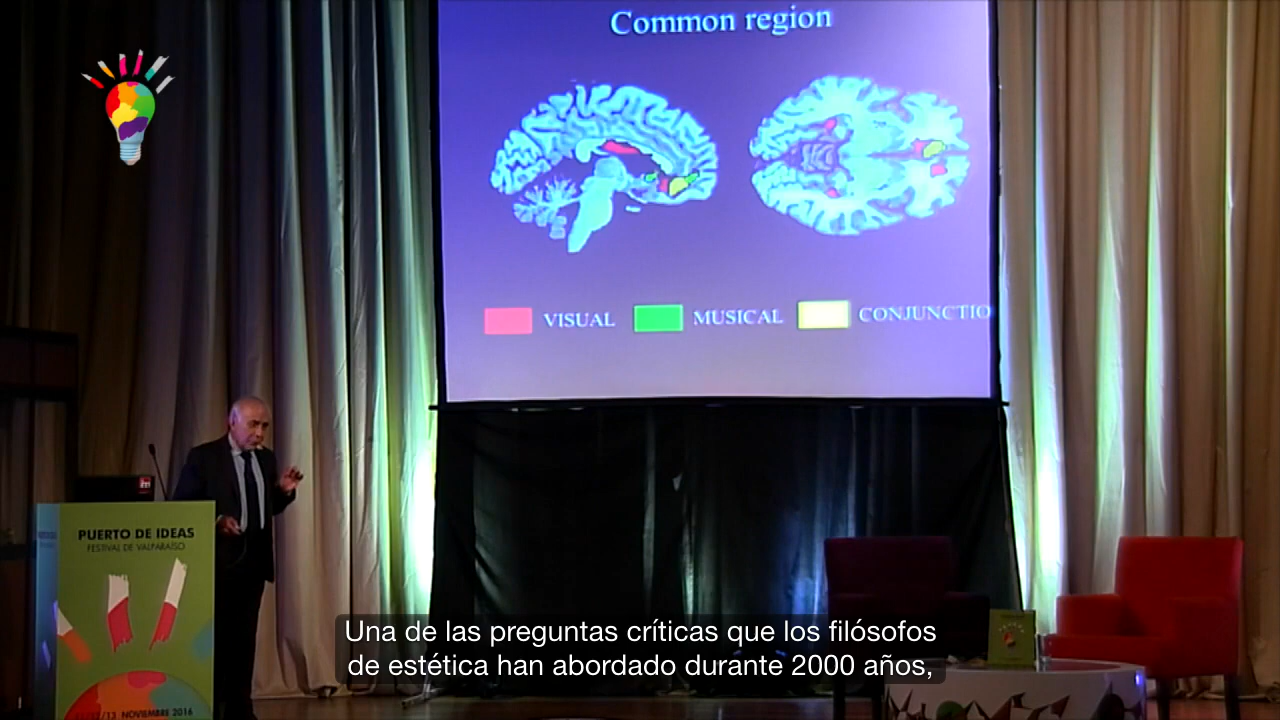 Common region
VISUAL MUSICAL CONJUNCTIO
PUERTO DE IDEAS
FESTIVAL DE VALPARAÍSO
Una de las preguntas críticas que los filósofos
de estética han abordado durante 2000 años,
NOVIEMBRE 2016